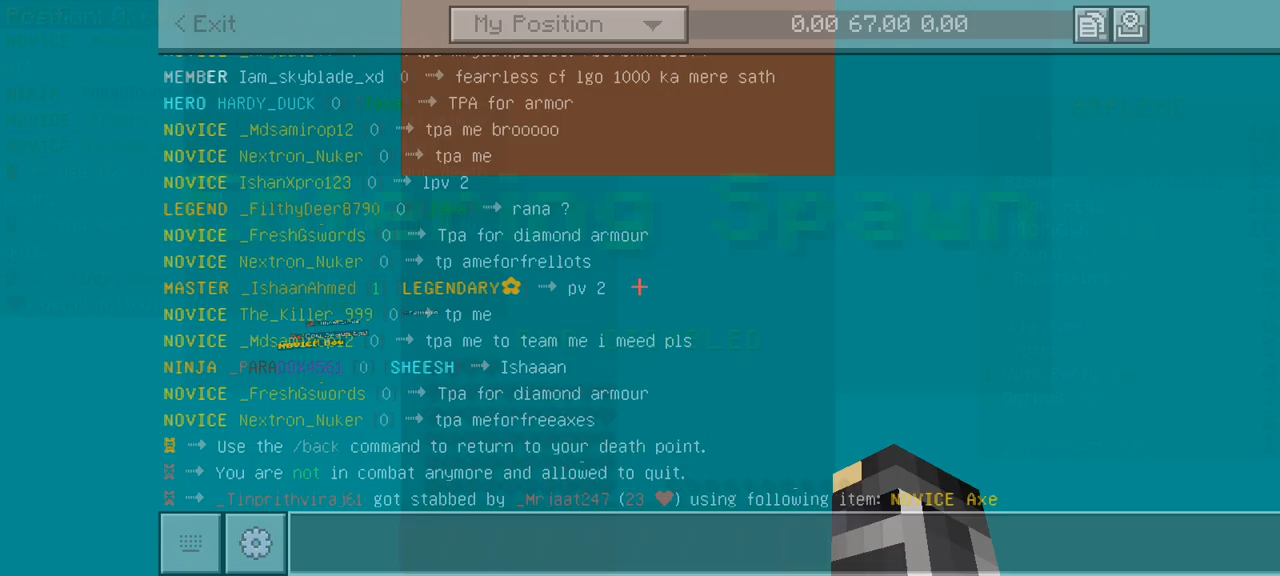 < Exit
My Position
0.00 67.00 0.00
MEMBER Iam_skyblade_xd 0 → fearrless cf lgo 1000 ka mere sath
HERO HARDY_DUCK 0 → TPA for armor
NOVICE _Mdsamirop12 0 → tpa me brooooo
NOVICE Nextron_Nuker 0 → tpa me
NOVICE IshanXpro123 0 → lpv 2
LEGEND _FilthyDeer8790 0 → rana ?
NOVICE _FreshGswords 0 → Tpa for diamond armour
NOVICE Nextron_Nuker 0 → tp ameforfrellots
MASTER _IshaanAhmed 1 LEGENDARY → pv 2
NOVICE The_Killer_999 0 → tp me
NOVICE 0 → tpa me to team me i need pls
NINJA _PARADOX4561 0 SHEESH → Ishaaan
NOVICE _FreshGswords 0 → Tpa for diamond armour
NOVICE Nextron_Nuker 0 → tpa meforfreeaxes
→ Use the /back command to return to your death point.
→ You are not in combat anymore and allowed to quit.
→ _Tinprithviraj61 got stabbed by _Mrjaat247 (23 ❤) using following item: NOVICE Axe